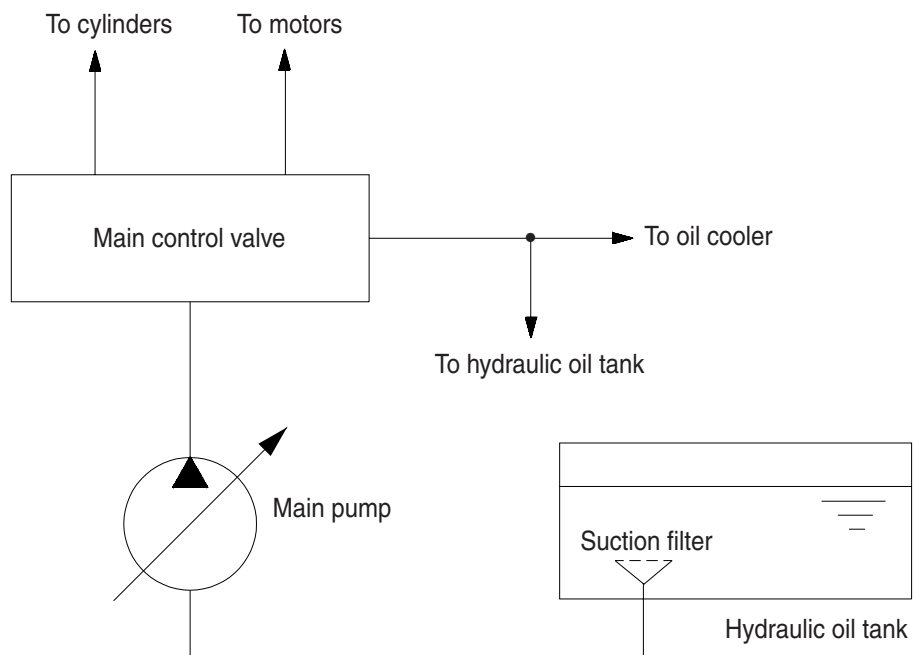 To cylinders
To motors
Main control valve
To oil cooler
To hydraulic oil tank
Main pump
Suction filter
Hydraulic oil tank